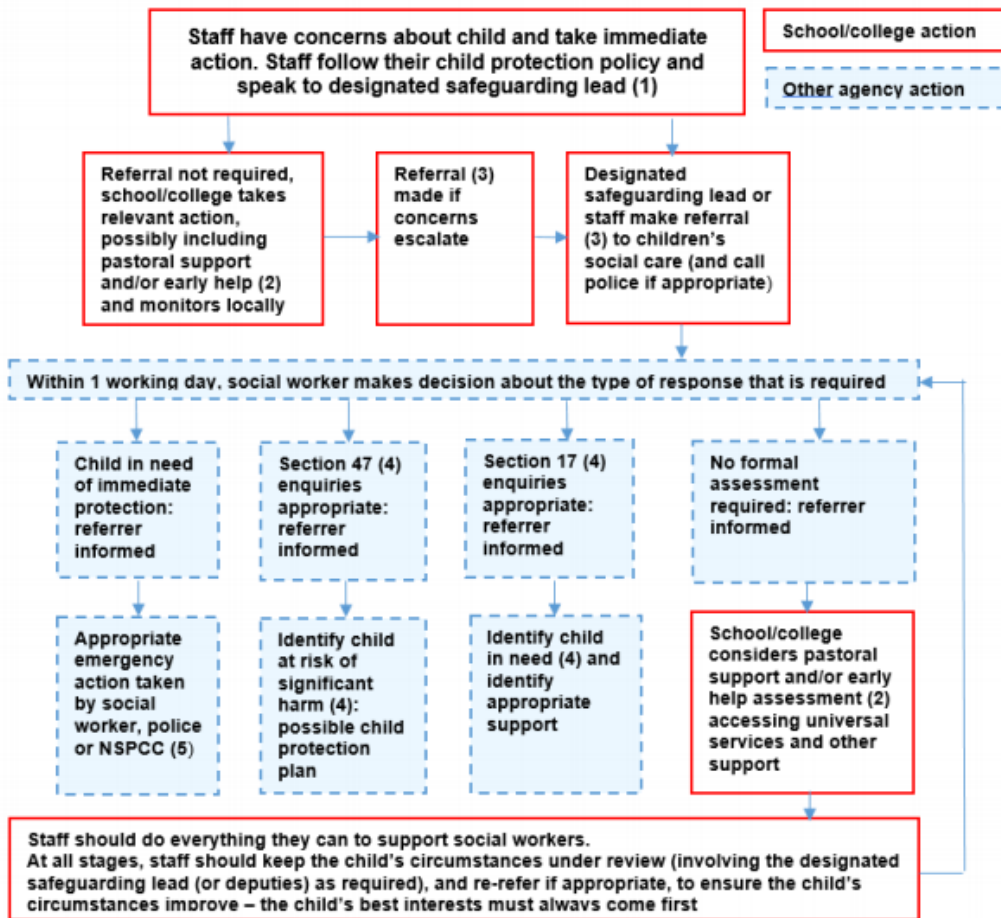 Staff have concerns about child and take immediate
action. Staff follow their child protection policy and
speak to designated safeguarding lead (1)
School/college action
Other agency action
Referral not required,
school/college takes
relevant action,
possibly including
pastoral support
and/or early help (2)
and monitors locally
Referral (3)
made if
concerns
escalate
Designated
safeguarding lead or
staff make referral
(3) to children's
social care (and call
police if appropriate)
Within 1 working day, social worker makes decision about the type of response that is required
Child in need
of immediate
protection:
referrer
informed
Section 47 (4)
enquiries
appropriate:
referrer
informed
Section 17 (4)
enquiries
appropriate:
referrer
informed
No formal
assessment
required: referrer
informed
Appropriate
emergency
action taken
by social
worker, police
or NSPCC (5)
Identify child
at risk of
significant
harm (4):
possible child
protection
plan
Identify child
in need (4) and
identify
appropriate
support
School/college
considers pastoral
support and/or early
help assessment (2)
accessing universal
services and other
support
Staff should do everything they can to support social workers.
At all stages, staff should keep the child's circumstances under review (involving the designated
safeguarding lead (or deputies) as required), and re-refer if appropriate, to ensure the child's
circumstances improve – the child's best interests must always come first